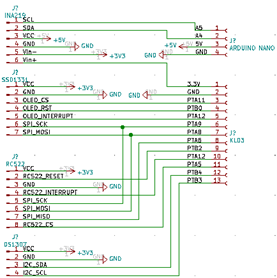 J?
INA219
1 SCL
2 SDA
3 VCC +5V
4 GND GND
5 Vin- +3V3
6 Vin+
+5V
GND
A5 1
A4 2
5V 3
GND 4
J?
ARDUINO NANO
J?
SSD1331
1 VCC +3V3
2 GND GND
3 OLED_CS
4 OLED_RST
5 OLED_INTERRUPT
6 SPI_SCK
7 SPI_MOSI
GND
3.3V 1
GND 2
PTA11 3
PTB0 4
PTA12 5
PTA9 6
PTA8 7
8
PTB2 9
PTA12 10
PTA5 11
PTB4 12
PTB3 13
J?
KL03
J?
RC522
1 VCC +3V3
2 RC522_RESET
3 GND GND
4 RC522_INTERRUPT
5 SPI_SCK
6 SPI_MOSI
7 SPI_MISO
8 RC522_CS
J?
DS1307
1 VCC +3V3
2 GND GND
3 I2C_SDA
4 I2C_SCL